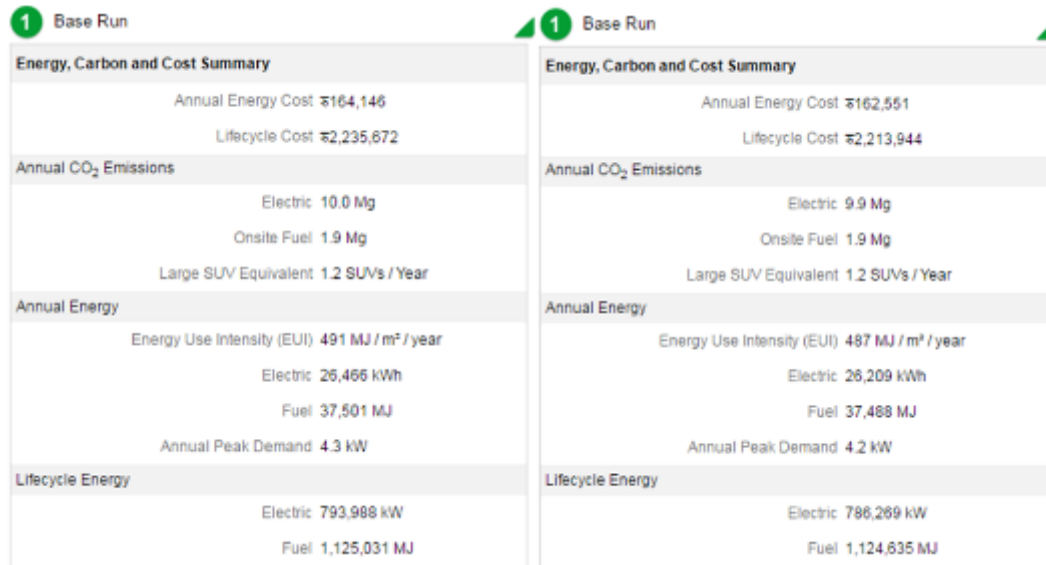 1 Base Run
Energy, Carbon and Cost Summary
Annual Energy Cost ₹164,146
Lifecycle Cost ₹2,235,672
Annual CO₂ Emissions
Electric 10.0 Mg
Onsite Fuel 1.9 Mg
Large SUV Equivalent 1.2 SUVs / Year
Annual Energy
Energy Use Intensity (EUI) 491 MJ / m² / year
Electric 26,466 kWh
Fuel 37,501 MJ
Annual Peak Demand 4.3 kW
Lifecycle Energy
Electric 793,988 kW
Fuel 1,125,031 MJ
1 Base Run
Energy, Carbon and Cost Summary
Annual Energy Cost ₹162,551
Lifecycle Cost ₹2,213,944
Annual CO₂ Emissions
Electric 9.9 Mg
Onsite Fuel 1.9 Mg
Large SUV Equivalent 1.2 SUVs / Year
Annual Energy
Energy Use Intensity (EUI) 487 MJ / m² / year
Electric 26,209 kWh
Fuel 37,488 MJ
Annual Peak Demand 4.2 kW
Lifecycle Energy
Electric 786,269 kW
Fuel 1,124,635 MJ